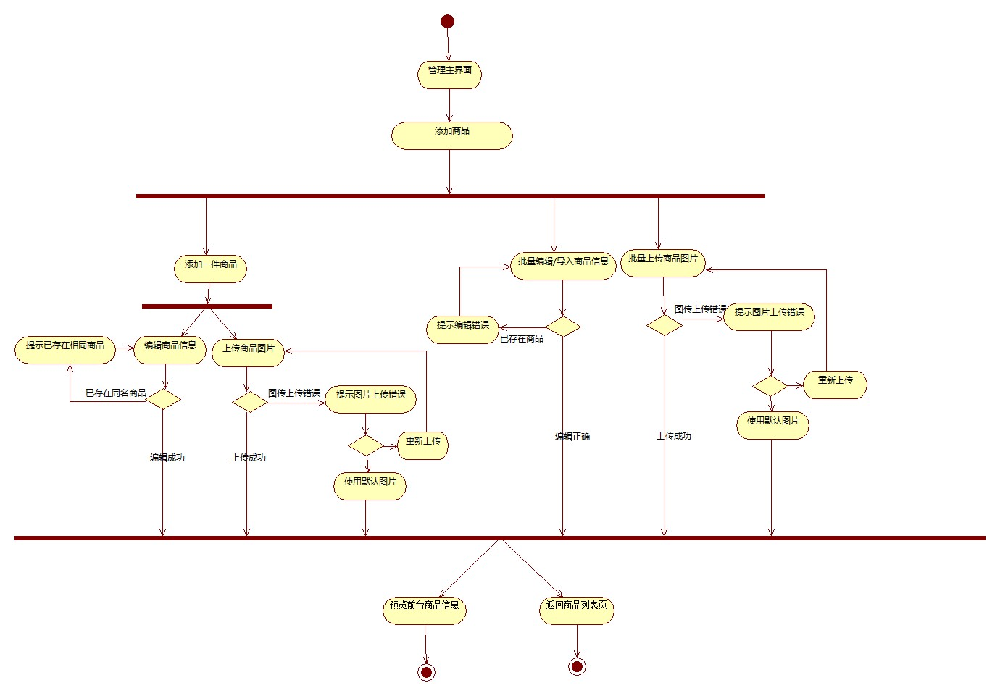 管理主界面
添加商品
添加一件商品
批量编辑/导入商品信息
批量上传商品图片
图传上传错误
提示图片上传错误
提示编辑错误
已存在商品
提示已存在相同商品
编辑商品信息
上传商品图片
重新上传
已存在同名商品
图传上传错误
提示图片上传错误
使用默认图片
编辑正确
上传成功
重新上传
编辑成功
上传成功
使用默认图片
预览前台商品信息
返回商品列表页